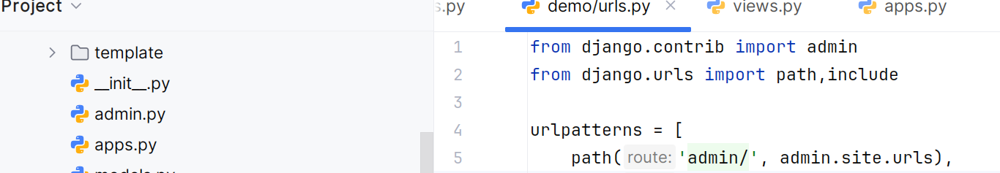 Project
s.py
demo/urls.py
views.py
apps.py
template
__init__.py
admin.py
apps.py
models.py
1 from django.contrib import admin
2 from django.urls import path,include
3
4 urlpatterns = [
5 path( route: 'admin/', admin.site.urls),